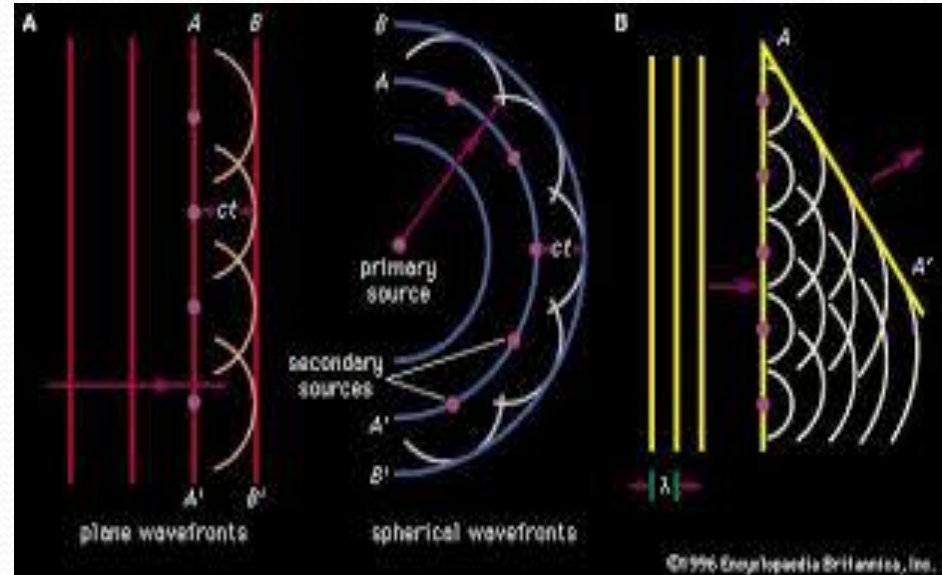 A
A
B
ct
A'
B'
plane wavefronts
B
A
primary
source
ct
secondary
sources
A'
B'
spherical wavefronts
B
A
A'
λ
©1996 Encyclopaedia Britannica, Inc.